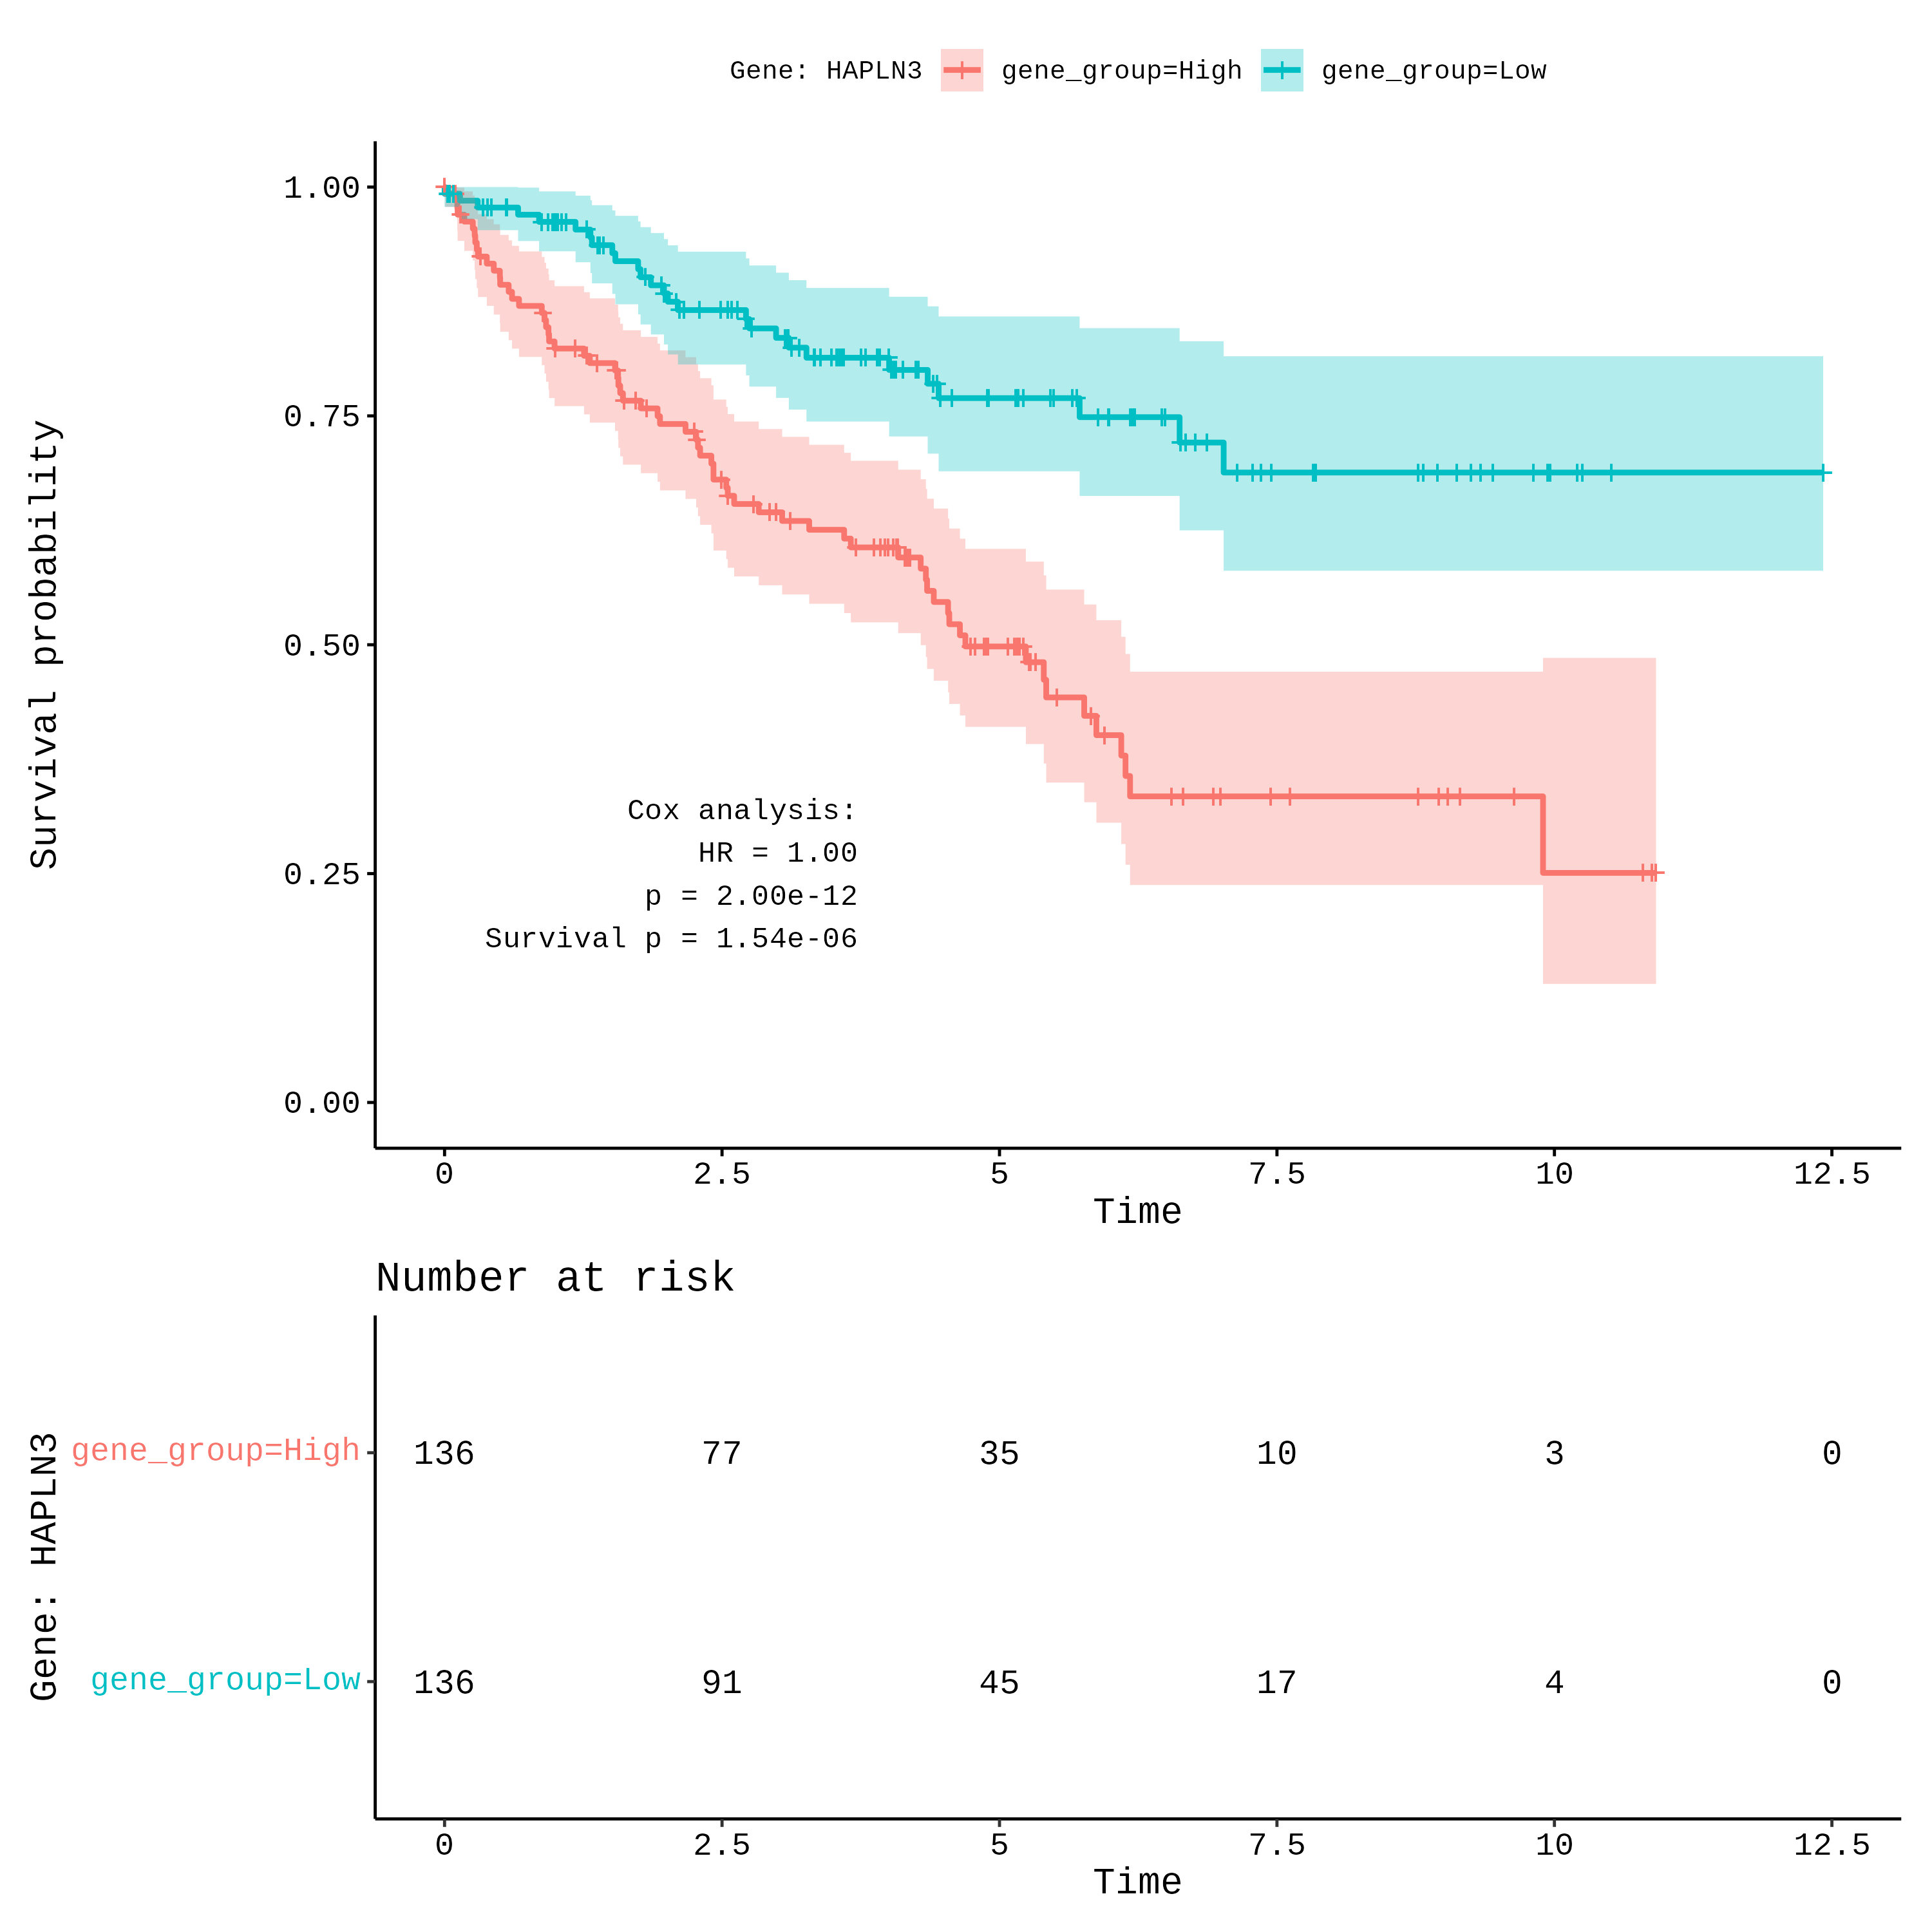 Gene: HAPLN3 gene_group=High gene_group=Low
Survival probability
1.00
0.75
0.50
0.25
0.00
Cox analysis:
HR = 1.00
p = 2.00e-12
Survival p = 1.54e-06
0 2.5 5 7.5 10 12.5
Time
Number at risk
Gene: HAPLN3
gene_group=High 136 77 35 10 3 0
gene_group=Low 136 91 45 17 4 0
0 2.5 5 7.5 10 12.5
Time